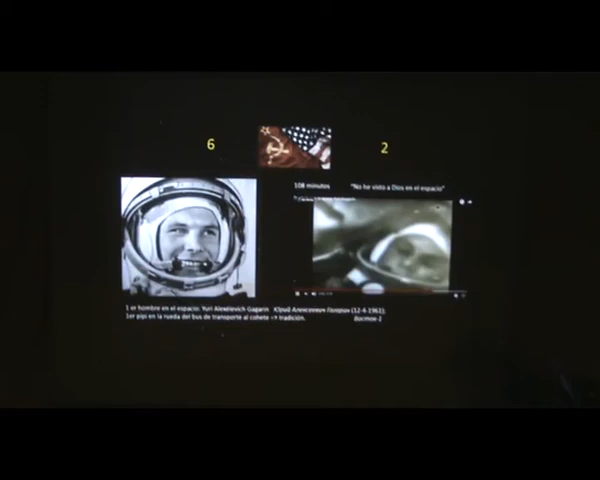 6
2
108 minutos
"No he visto a Dios en el espacio"
1 er hombre en el espacio: Yuri Alexéievich Gagarin Юрий Алексеевич Гагарин (12-4-1961).
1er pipi en la rueda del bus de transporte al cohete -> tradición.
Восток-1